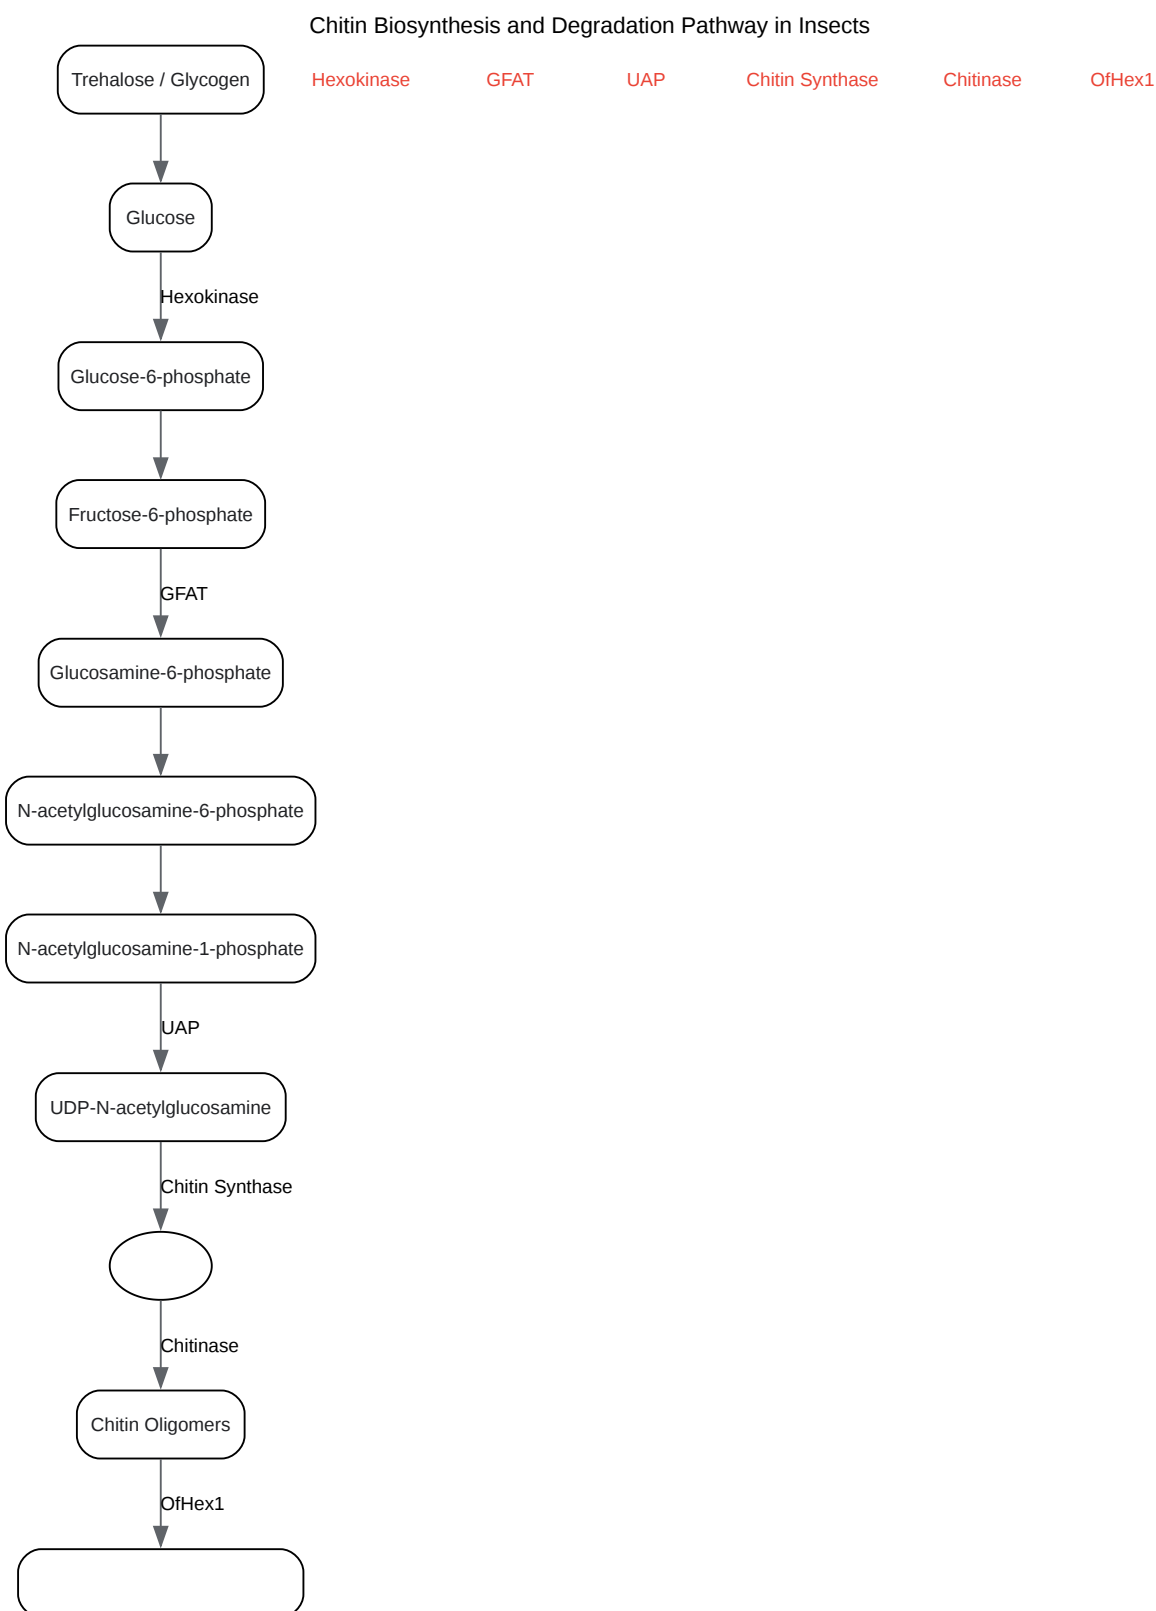 Chitin Biosynthesis and Degradation Pathway in Insects
Trehalose / Glycogen
Hexokinase
GFAT
UAP
Chitin Synthase
Chitinase
OfHex1
Glucose
Hexokinase
Glucose-6-phosphate
Fructose-6-phosphate
GFAT
Glucosamine-6-phosphate
N-acetylglucosamine-6-phosphate
N-acetylglucosamine-1-phosphate
UAP
UDP-N-acetylglucosamine
Chitin Synthase
Chitinase
Chitin Oligomers
OfHex1